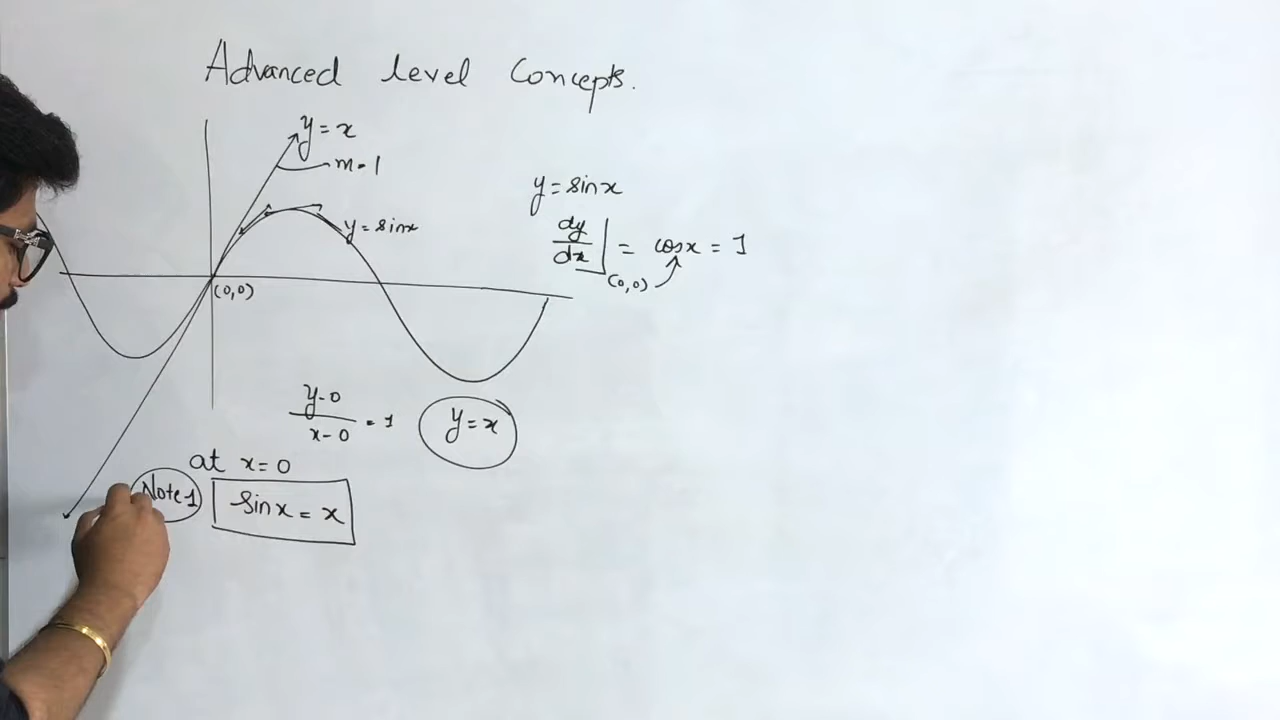 Advanced level Concepts.
y = x
m = 1
y = sinx
y = sinx
dy/dx |(0,0) = cosx = 1
(0,0)
y-0/x-0 = 1
y = x
at x = 0
Note 1
sinx = x